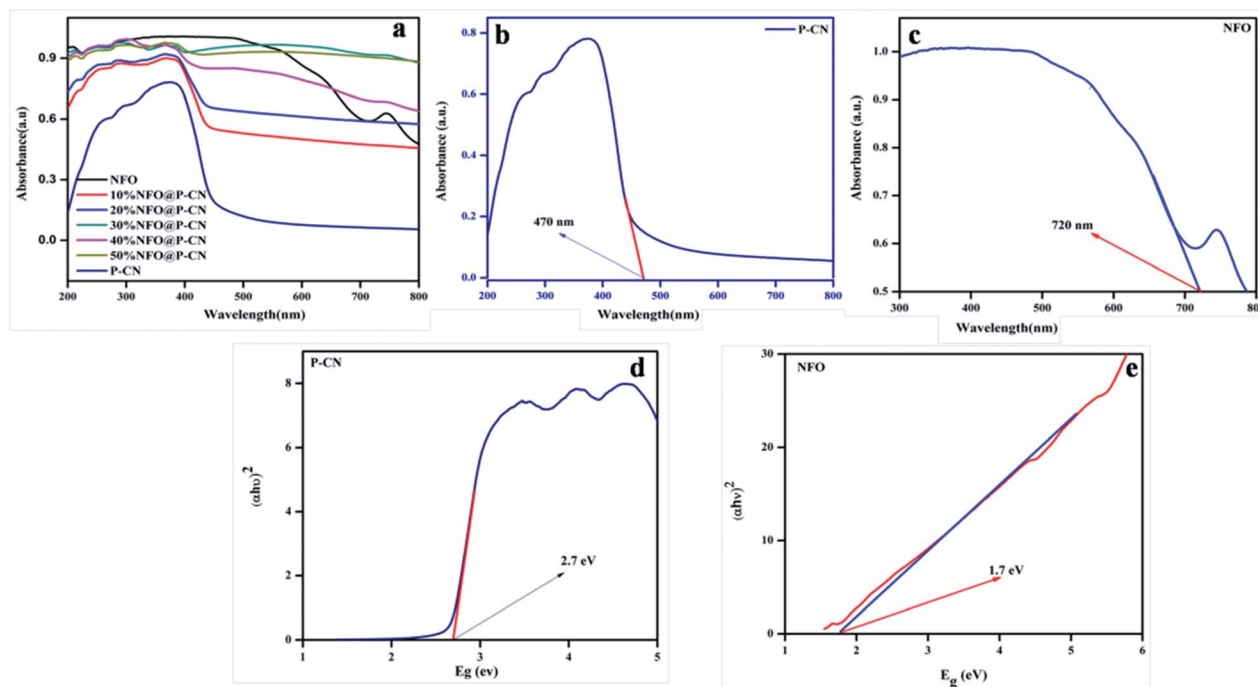 a
Absorbance(a.u)
0.9
0.6
0.3
0.0
NFO
10%NFO@P-CN
20%NFO@P-CN
30%NFO@P-CN
40%NFO@P-CN
50%NFO@P-CN
P-CN
200 300 400 500 600 700 800
Wavelength(nm)
b
P-CN
Absorbance (a.u.)
0.8
0.6
0.4
0.2
0.0
470 nm
200 300 400 500 600 700 800
Wavelength(nm)
c
NFO
Absorbance (a.u.)
1.0
0.9
0.8
0.7
0.6
0.5
720 nm
300 400 500 600 700 800
Wavelength(nm)
P-CN
d
(αhυ)²
8
6
4
2
0
2.7 eV
1 2 3 4 5
Eg (ev)
NFO
e
(αhν)²
30
20
10
0
1.7 eV
1 2 3 4 5 6
Eg (eV)